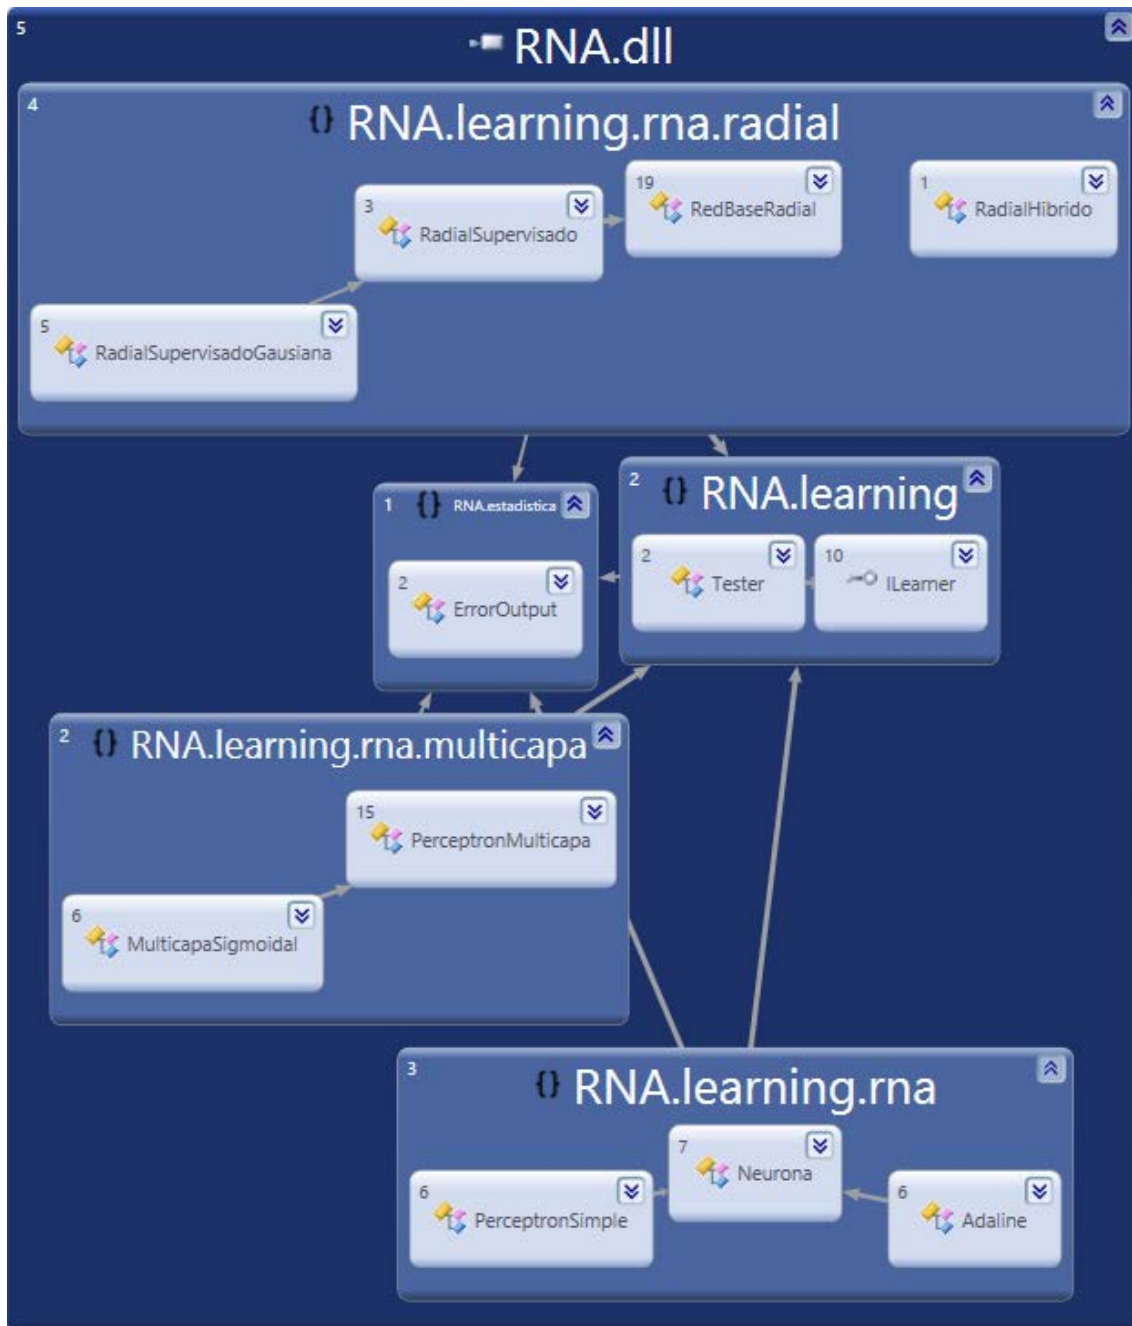 5
RNA.dll
4
{} RNA.learning.rna.radial
3
RadialSupervisado
19
RedBaseRadial
1
RadialHibrido
5
RadialSupervisadoGausiana
1
{} RNA.estadistica
2
ErrorOutput
2
{} RNA.learning
2
Tester
10
ILearner
2
{} RNA.learning.rna.multicapa
15
PerceptronMulticapa
6
MulticapaSigmoidal
3
{} RNA.learning.rna
6
PerceptronSimple
7
Neurona
6
Adaline